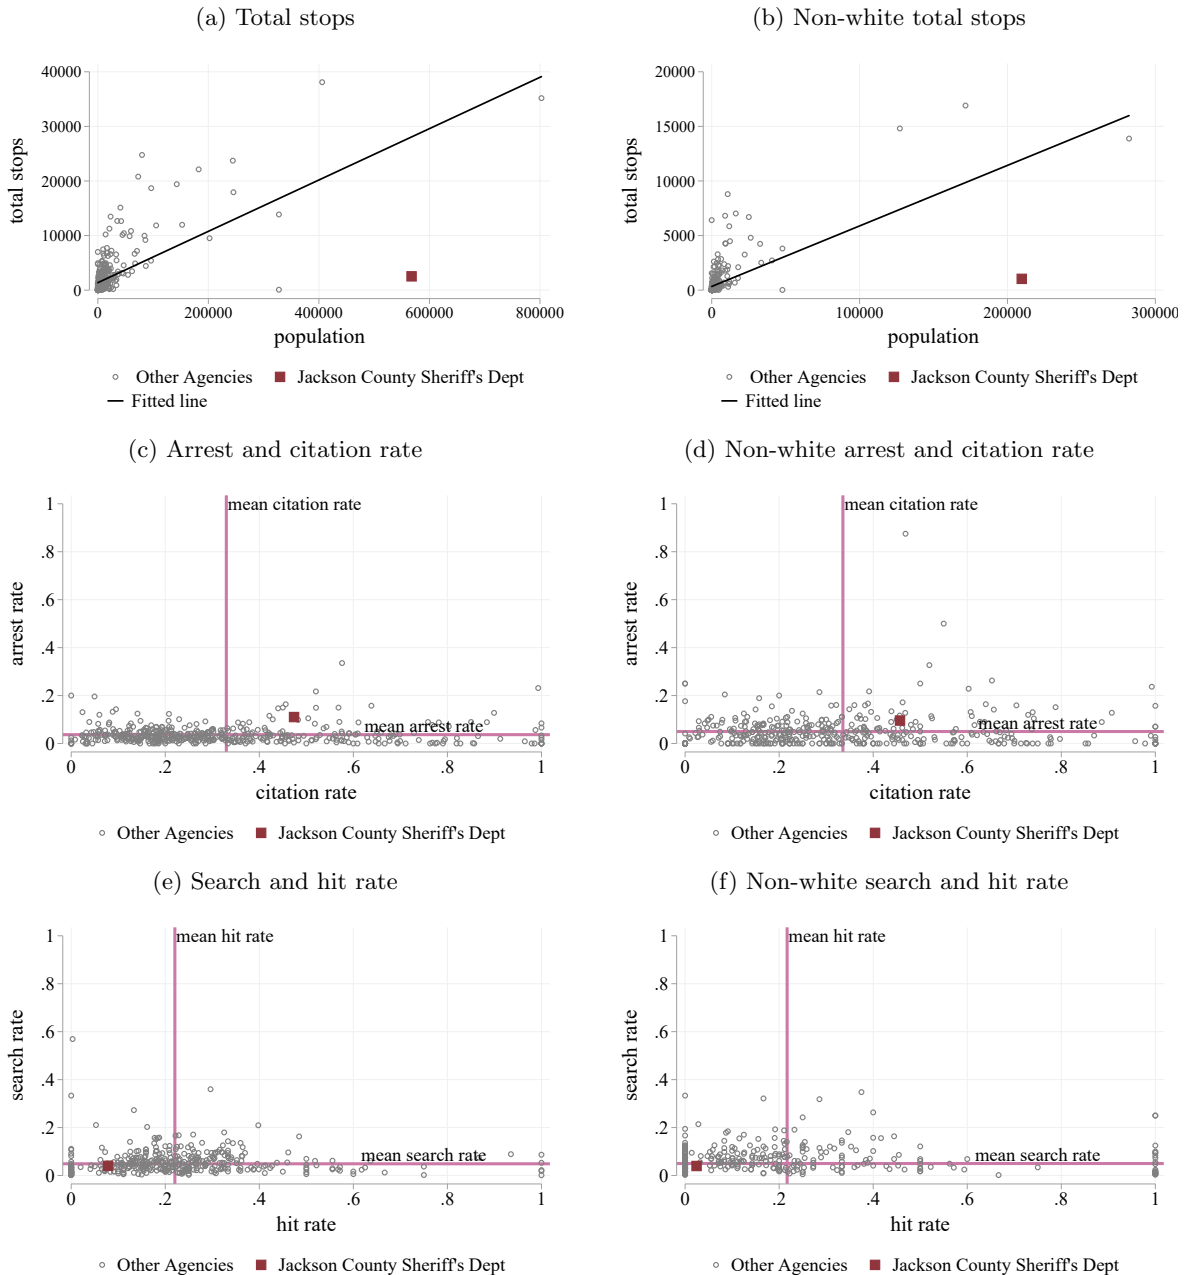 (a) Total stops
(b) Non-white total stops
40000
30000
20000
10000
0
total stops
0 200000 400000 600000 800000
population
Other Agencies Jackson County Sheriff's Dept
Fitted line
20000
15000
10000
5000
0
total stops
0 100000 200000 300000
population
Other Agencies Jackson County Sheriff's Dept
Fitted line
(c) Arrest and citation rate
(d) Non-white arrest and citation rate
1
.8
.6
.4
.2
0
arrest rate
mean citation rate
mean arrest rate
0 .2 .4 .6 .8 1
citation rate
Other Agencies Jackson County Sheriff's Dept
1
.8
.6
.4
.2
0
arrest rate
mean citation rate
mean arrest rate
0 .2 .4 .6 .8 1
citation rate
Other Agencies Jackson County Sheriff's Dept
(e) Search and hit rate
(f) Non-white search and hit rate
1
.8
.6
.4
.2
0
search rate
mean hit rate
mean search rate
0 .2 .4 .6 .8 1
hit rate
Other Agencies Jackson County Sheriff's Dept
1
.8
.6
.4
.2
0
search rate
mean hit rate
mean search rate
0 .2 .4 .6 .8 1
hit rate
Other Agencies Jackson County Sheriff's Dept